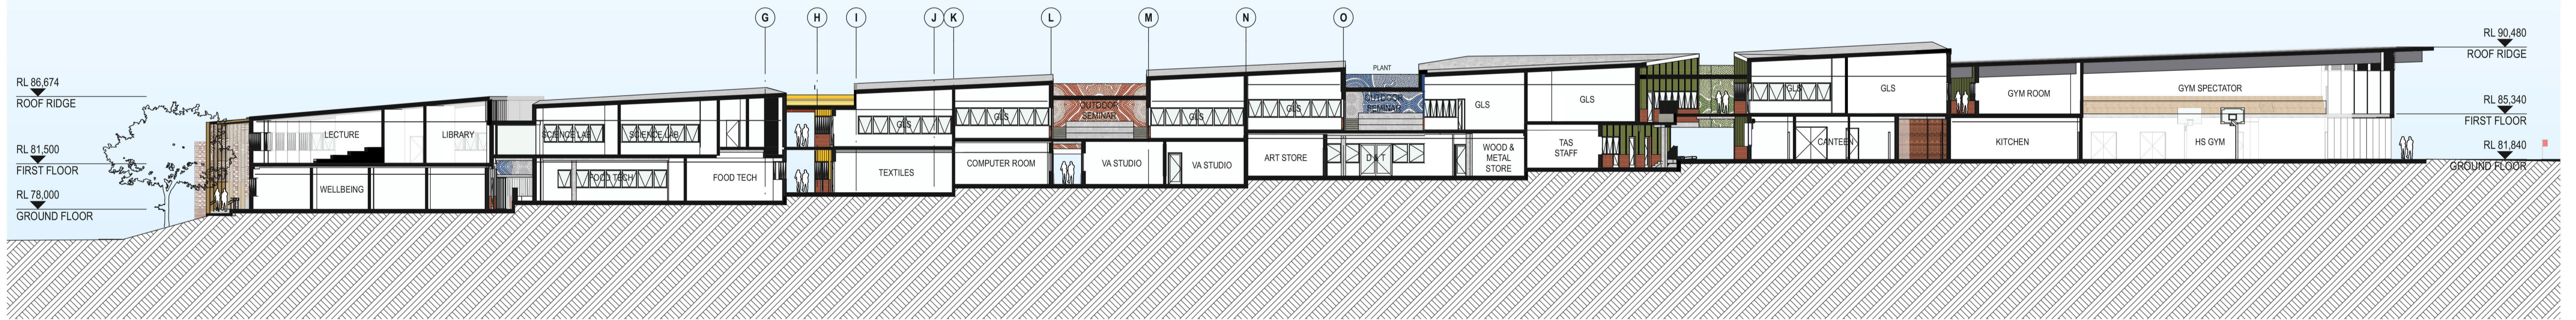 G H I J K L M N O
RL 86,674
ROOF RIDGE
RL 81,500
FIRST FLOOR
RL 78,000
GROUND FLOOR
LECTURE
LIBRARY
WELLBEING
SCIENCE LAB
SCIENCE LAB
FOOD TECH
FOOD TECH
GLS
TEXTILES
COMPUTER ROOM
OUTDOOR
SEMINAR
GLS
VA STUDIO
VA STUDIO
GLS
ART STORE
PLANT
OUTDOOR
SEMINAR
D & T
GLS
WOOD &
METAL
STORE
GLS
TAS
STAFF
GLS
GLS
CANTEEN
GYM ROOM
KITCHEN
GYM SPECTATOR
HS GYM
RL 90,480
ROOF RIDGE
RL 85,340
FIRST FLOOR
RL 81,840
GROUND FLOOR